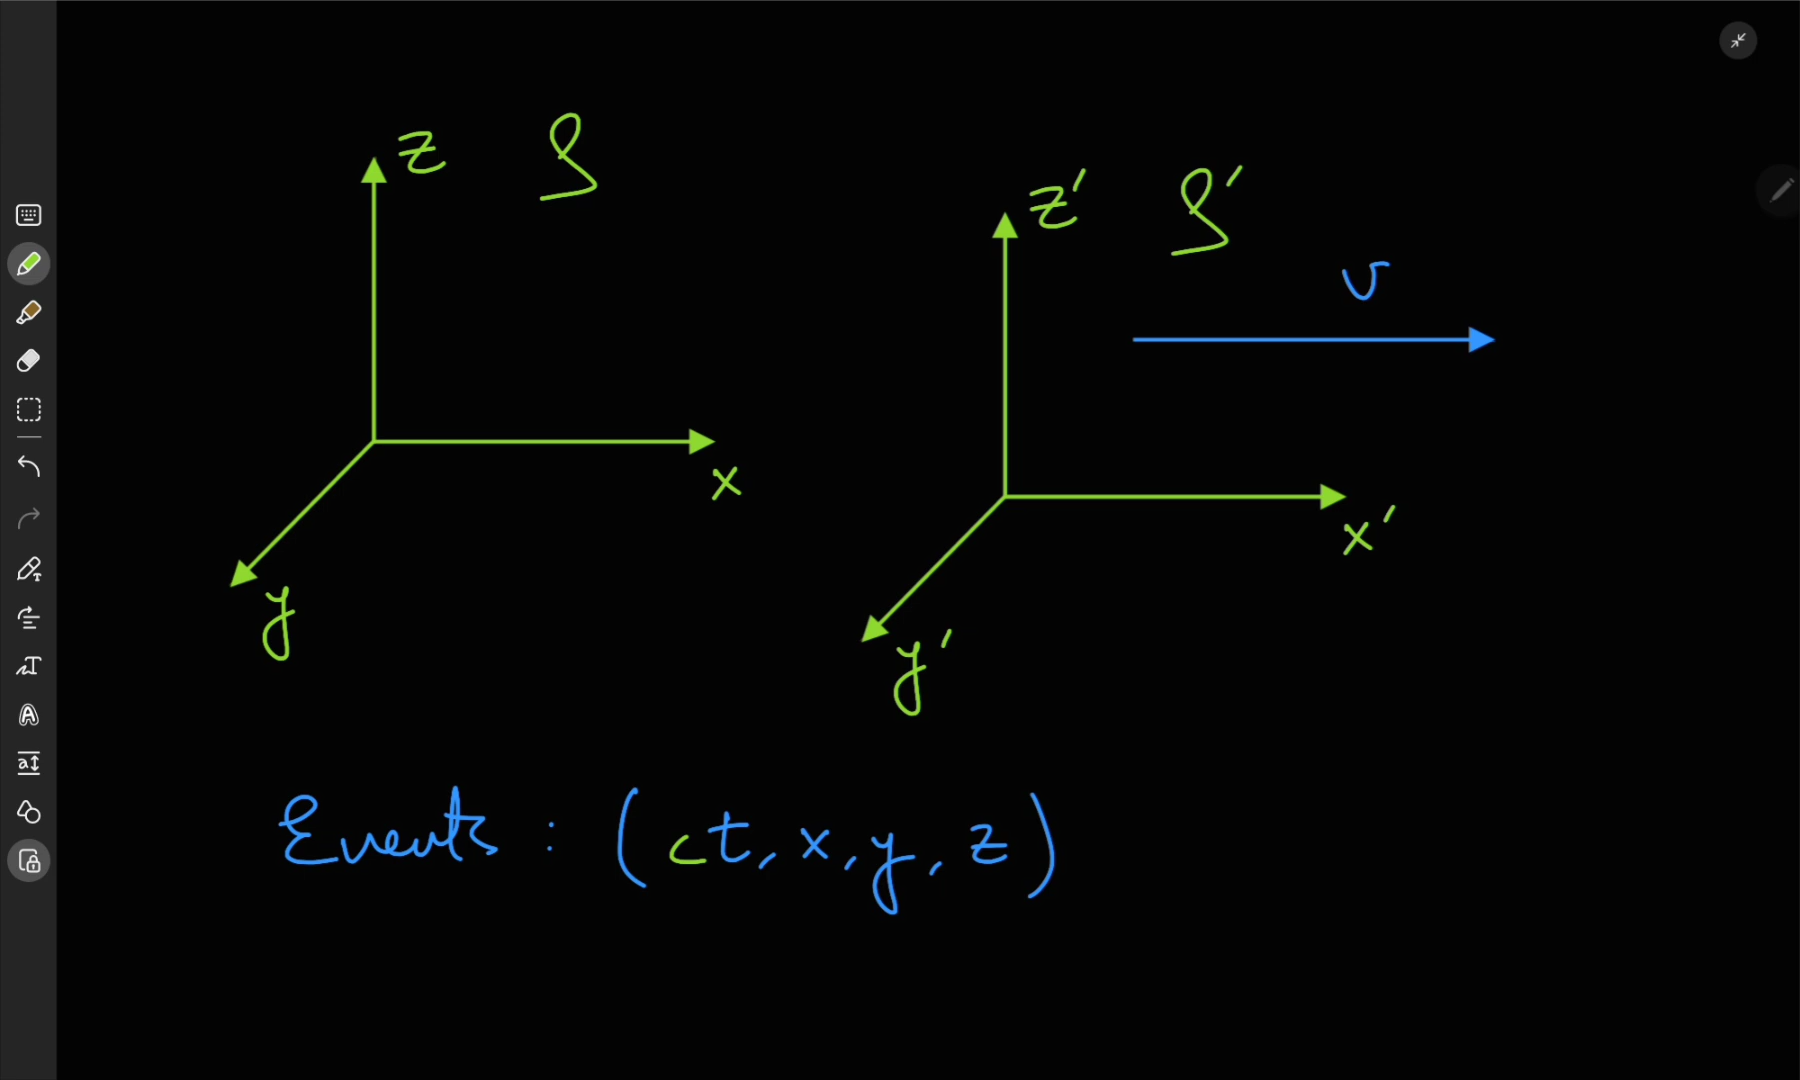 z S
z' S'
v
x
x'
y
y'
Events : (ct, x, y, z)